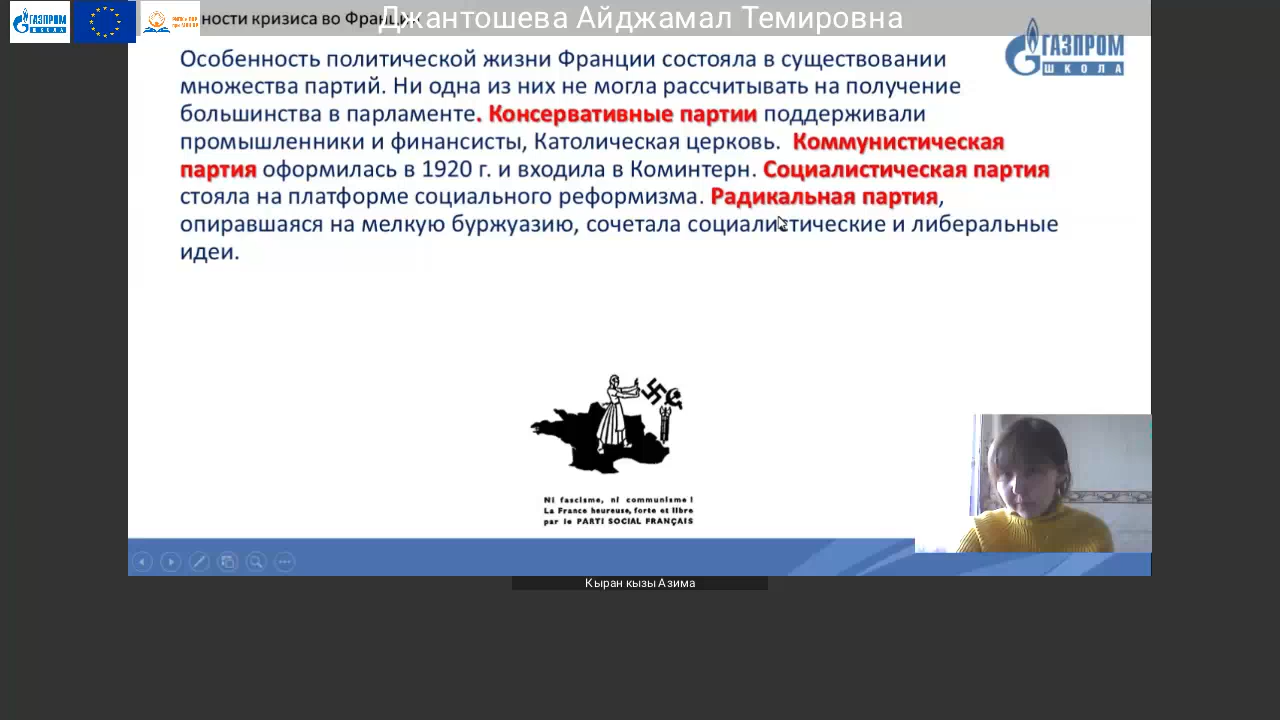 ГАЗПРОМ
ШКОЛА
ности кризиса во Франции
Джантошева Айджамал Темировна
ГАЗПРОМ
ШКОЛА
Особенность политической жизни Франции состояла в существовании
множества партий. Ни одна из них не могла рассчитывать на получение
большинства в парламенте. Консервативные партии поддерживали
промышленники и финансисты, Католическая церковь. Коммунистическая
партия оформилась в 1920 г. и входила в Коминтерн. Социалистическая партия
стояла на платформе социального реформизма. Радикальная партия,
опиравшаяся на мелкую буржуазию, сочетала социалистические и либеральные
идеи.
Ni fascisme, ni communisme !
La France heureuse, forte et libre
par le PARTI SOCIAL FRANÇAIS
Кыран кызы Азима